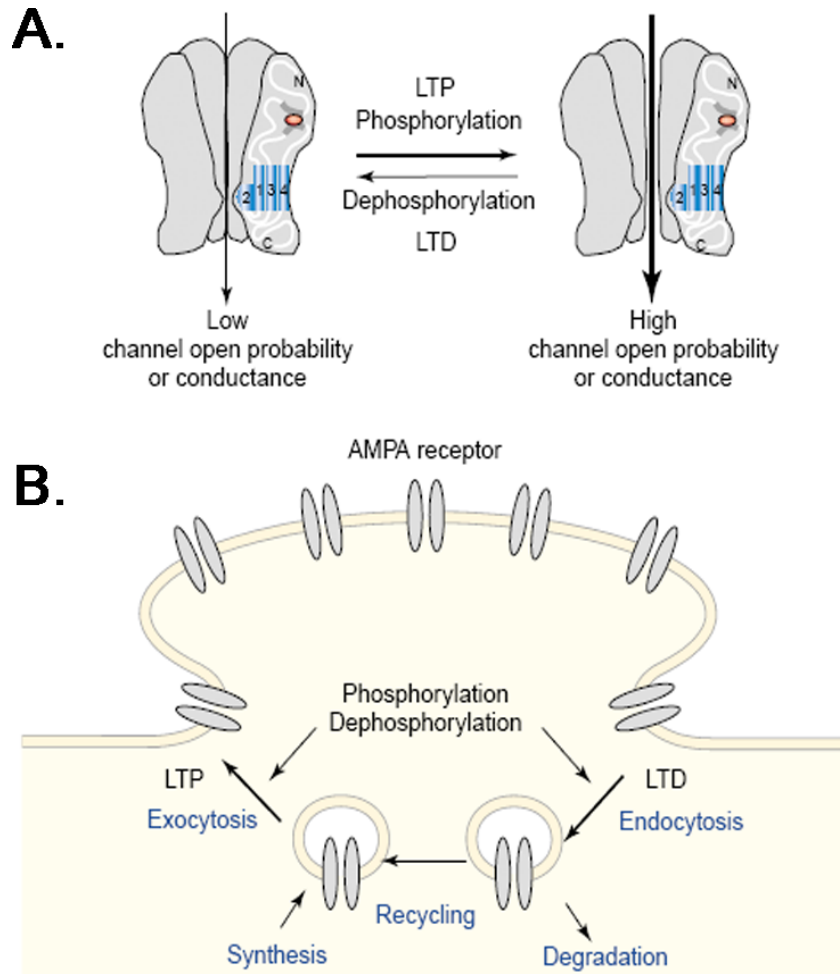 A.
N
N
LTP
Phosphorylation
2 1 3 4
2 1 3 4
Dephosphorylation
LTD
C
C
Low
channel open probability
or conductance
High
channel open probability
or conductance
AMPA receptor
B.
Phosphorylation
Dephosphorylation
LTP
Exocytosis
LTD
Endocytosis
Recycling
Synthesis
Degradation